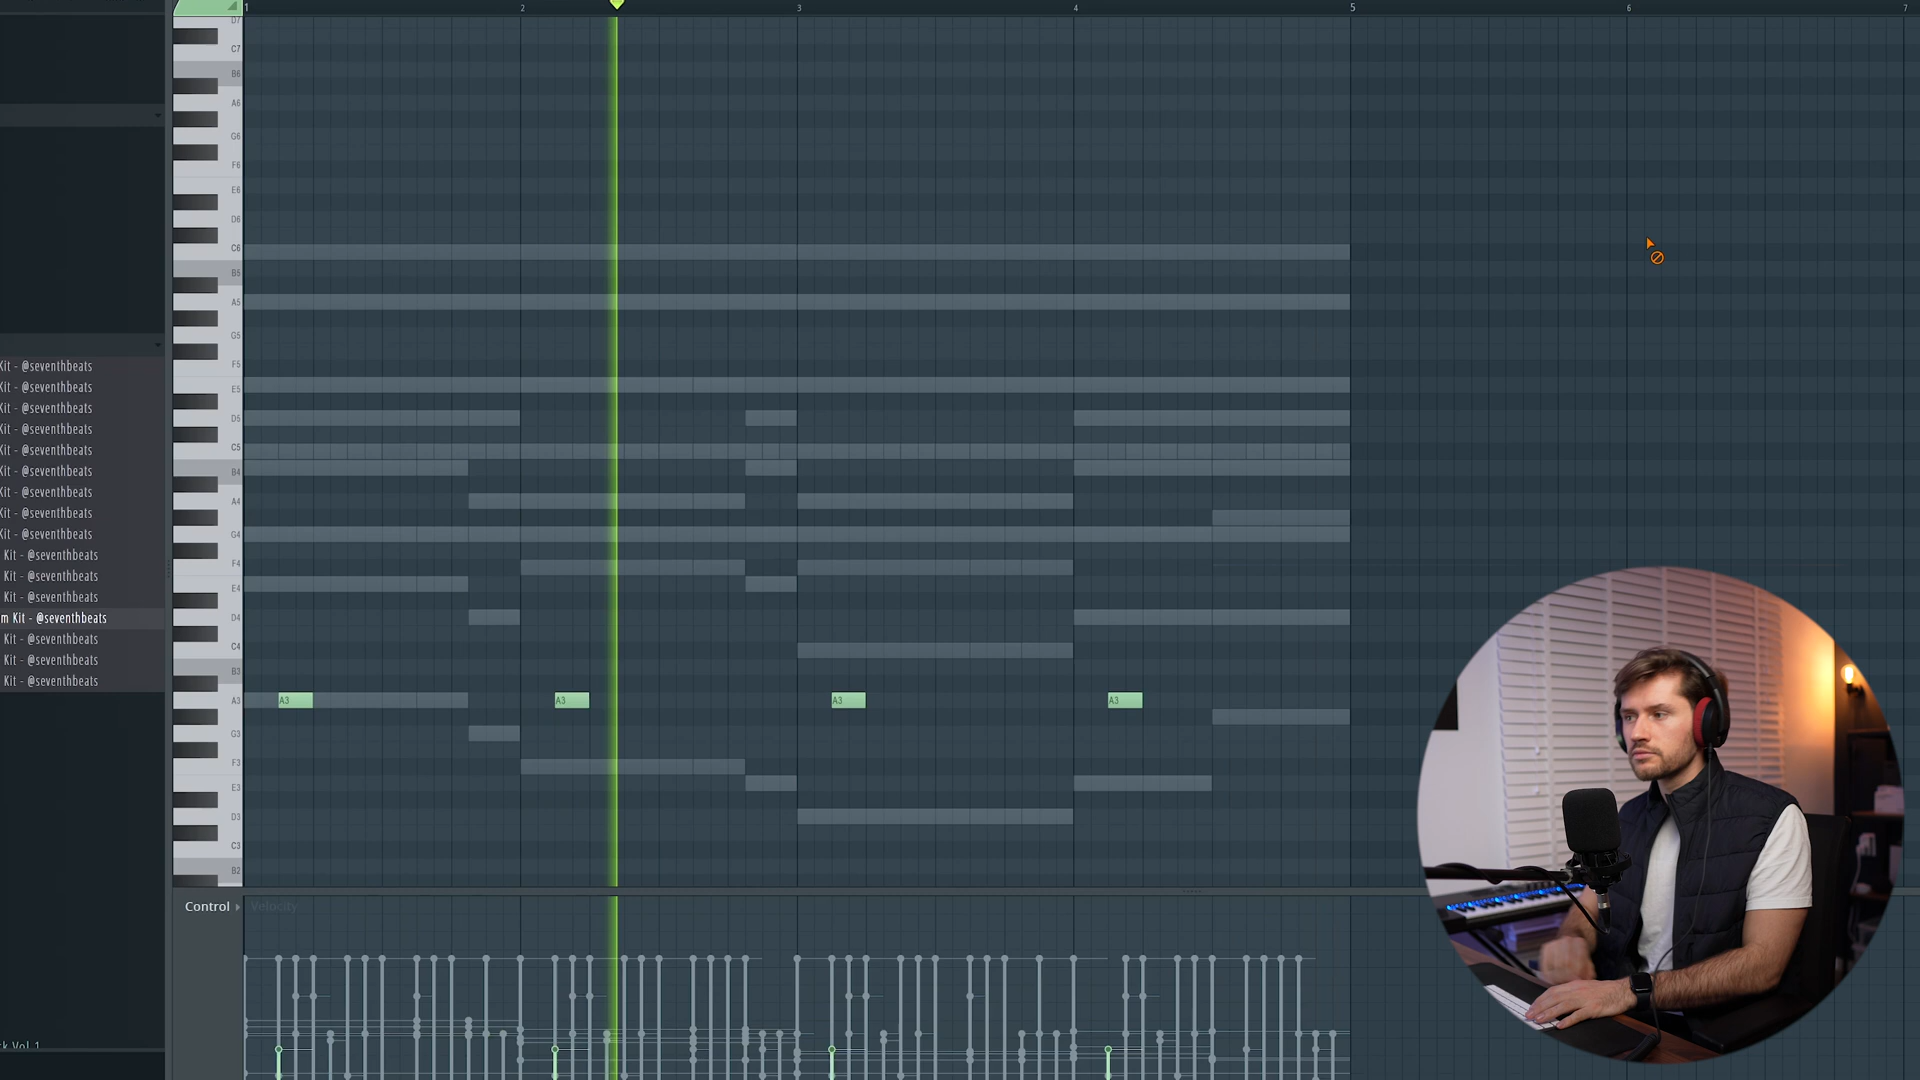 1 2 3 4 5 6 7
D7
C7
B6
A6
G6
F6
E6
D6
C6
B5
A5
G5
F5
E5
D5
C5
B4
A4
G4
F4
E4
D4
C4
B3
A3
G3
F3
E3
D3
C3
B2
A3 A3 A3 A3
Kit - @seventhbeats
Kit - @seventhbeats
Kit - @seventhbeats
Kit - @seventhbeats
Kit - @seventhbeats
Kit - @seventhbeats
Kit - @seventhbeats
Kit - @seventhbeats
Kit - @seventhbeats
Kit - @seventhbeats
Kit - @seventhbeats
Kit - @seventhbeats
m Kit - @seventhbeats
Kit - @seventhbeats
Kit - @seventhbeats
Kit - @seventhbeats
k Vol 1
Control Velocity